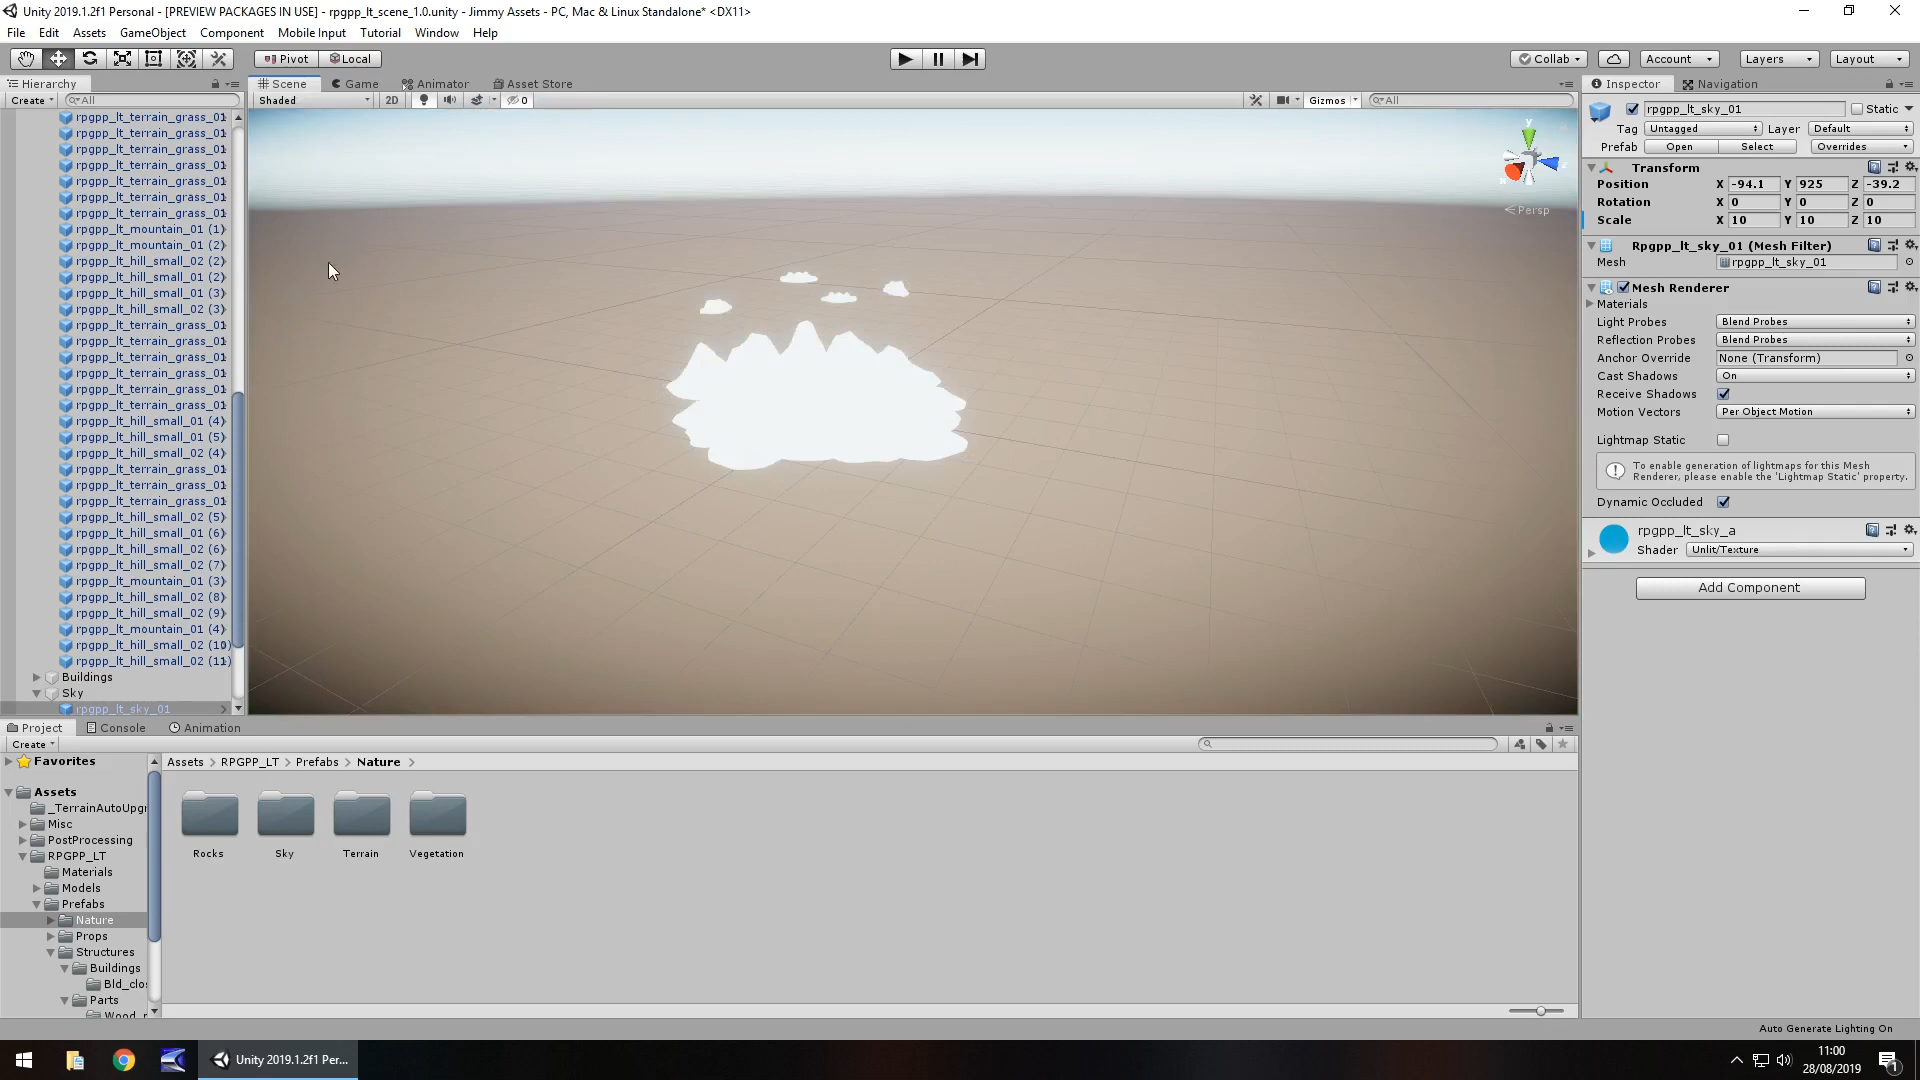 Unity 2019.1.2f1 Personal - [PREVIEW PACKAGES IN USE] - rpgpp_lt_scene_1.0.unity - Jimmy Assets - PC, Mac & Linux Standalone* <DX11>
File Edit Assets GameObject Component Mobile Input Tutorial Window Help
Pivot Local Collab Account Layers Layout
Hierarchy Scene Game Animator Asset Store Inspector Navigation
Create All Shaded 2D 0 Gizmos All
rpgpp_lt_terrain_grass_01
rpgpp_lt_terrain_grass_01
rpgpp_lt_terrain_grass_01
rpgpp_lt_terrain_grass_01
rpgpp_lt_terrain_grass_01
rpgpp_lt_terrain_grass_01
rpgpp_lt_terrain_grass_01
rpgpp_lt_mountain_01 (1)
rpgpp_lt_mountain_01 (2)
rpgpp_lt_hill_small_02 (2)
rpgpp_lt_hill_small_01 (2)
rpgpp_lt_hill_small_01 (3)
rpgpp_lt_hill_small_02 (3)
rpgpp_lt_terrain_grass_01
rpgpp_lt_terrain_grass_01
rpgpp_lt_terrain_grass_01
rpgpp_lt_terrain_grass_01
rpgpp_lt_terrain_grass_01
rpgpp_lt_terrain_grass_01
rpgpp_lt_hill_small_01 (4)
rpgpp_lt_hill_small_01 (5)
rpgpp_lt_hill_small_02 (4)
rpgpp_lt_terrain_grass_01
rpgpp_lt_terrain_grass_01
rpgpp_lt_terrain_grass_01
rpgpp_lt_hill_small_02 (5)
rpgpp_lt_hill_small_01 (6)
rpgpp_lt_hill_small_02 (6)
rpgpp_lt_hill_small_02 (7)
rpgpp_lt_mountain_01 (3)
rpgpp_lt_hill_small_02 (8)
rpgpp_lt_hill_small_02 (9)
rpgpp_lt_mountain_01 (4)
rpgpp_lt_hill_small_02 (10)
rpgpp_lt_hill_small_02 (11)
Buildings
Sky
rpgpp_lt_sky_01
y
Persp
rpgpp_lt_sky_01 Static
Tag Untagged Layer Default
Prefab Open Select Overrides
Transform
Position X -94.1 Y 925 Z -39.2
Rotation X 0 Y 0 Z 0
Scale X 10 Y 10 Z 10
Rpgpp_lt_sky_01 (Mesh Filter)
Mesh rpgpp_lt_sky_01
Mesh Renderer
Materials
Light Probes Blend Probes
Reflection Probes Blend Probes
Anchor Override None (Transform)
Cast Shadows On
Receive Shadows
Motion Vectors Per Object Motion
Lightmap Static
To enable generation of lightmaps for this Mesh
Renderer, please enable the 'Lightmap Static' property.
Dynamic Occluded
rpgpp_lt_sky_a
Shader Unlit/Texture
Add Component
Project Console Animation
Create
Favorites
Assets
_TerrainAutoUpgr
Misc
PostProcessing
RPGPP_LT
Materials
Models
Prefabs
Nature
Props
Structures
Buildings
Bld_clos
Parts
Assets > RPGPP_LT > Prefabs > Nature >
Rocks Sky Terrain Vegetation
Auto Generate Lighting On
Unity 2019.1.2f1 Per...
11:00
28/08/2019
1